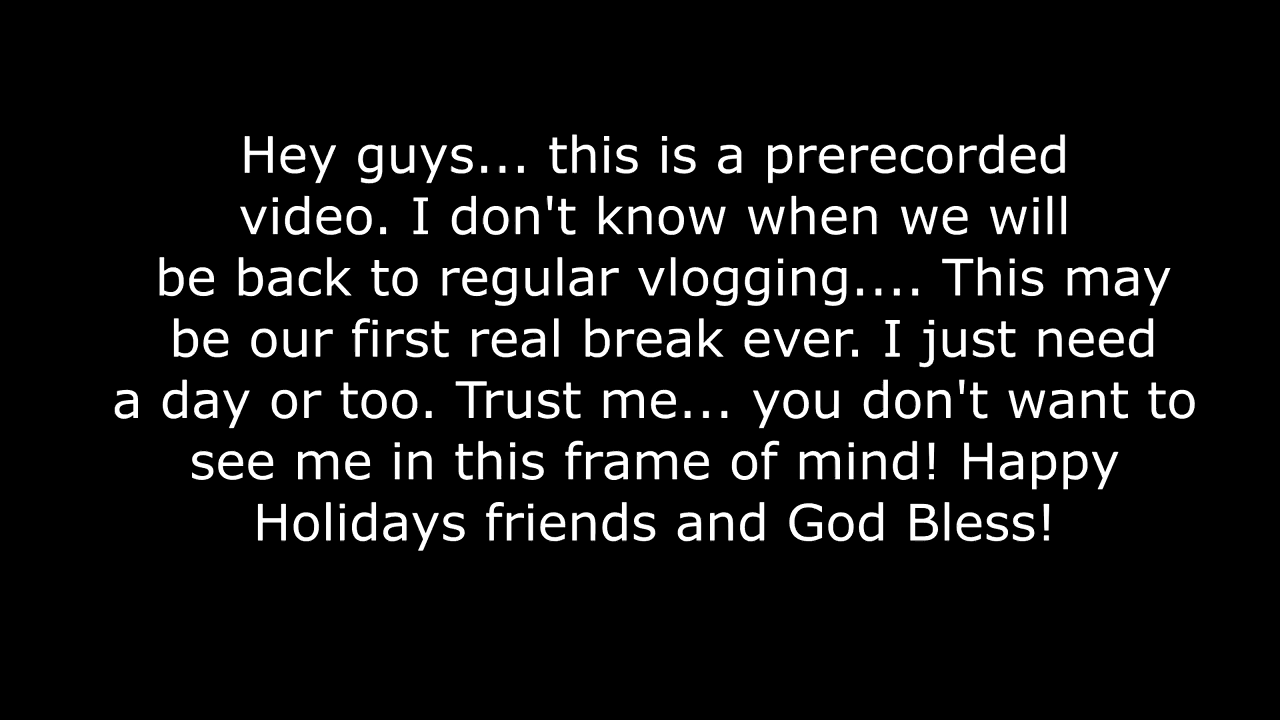 Hey guys... this is a prerecorded
video. I don't know when we will
be back to regular vlogging.... This may
be our first real break ever. I just need
a day or too. Trust me... you don't want to
see me in this frame of mind! Happy
Holidays friends and God Bless!